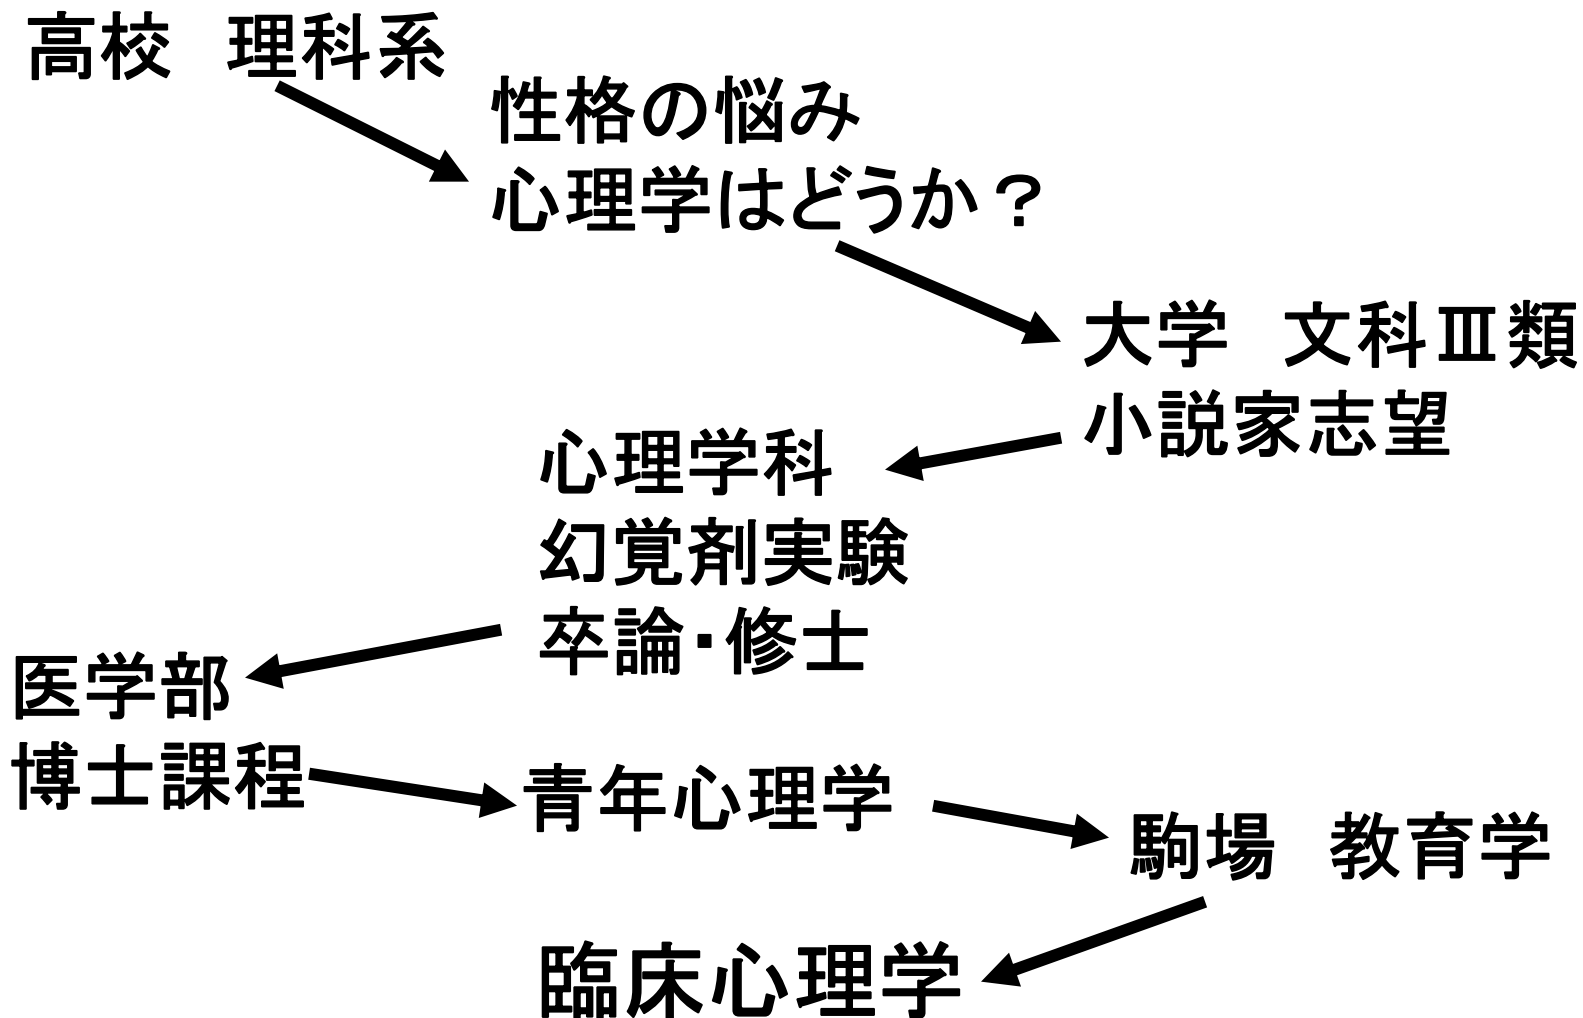 高校　理科系
性格の悩み
心理学はどうか？
大学　文科Ⅲ類
小説家志望
心理学科
幻覚剤実験
卒論・修士
医学部
博士課程
青年心理学
駒場　教育学
臨床心理学